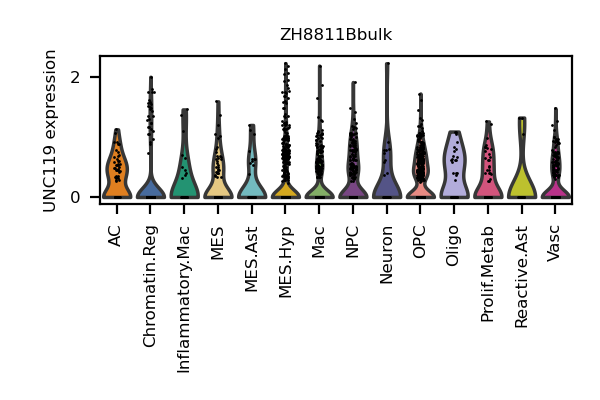 ZH8811Bbulk
UNC119 expression
2
0
AC
Chromatin.Reg
Inflammatory.Mac
MES
MES.Ast
MES.Hyp
Mac
NPC
Neuron
OPC
Oligo
Prolif.Metab
Reactive.Ast
Vasc